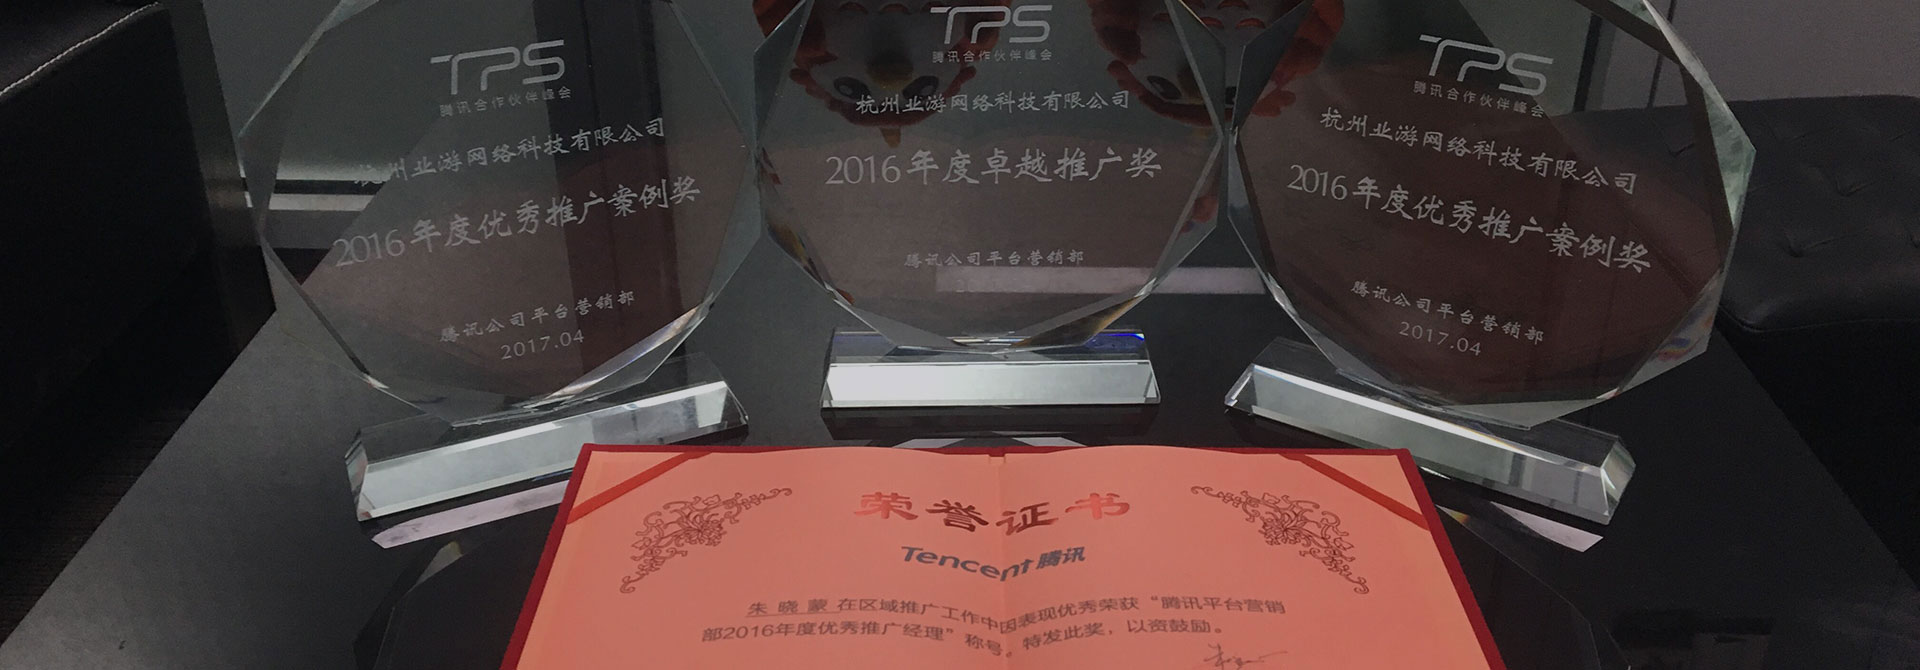 TPS
腾讯合作伙伴峰会
杭州业游网络科技有限公司
2016年度优秀推广案例奖
腾讯公司平台营销部
2017.04
TPS
腾讯合作伙伴峰会
杭州业游网络科技有限公司
2016年度卓越推广奖
腾讯公司平台营销部
TPS
腾讯合作伙伴峰会
杭州业游网络科技有限公司
2016年度优秀推广案例奖
腾讯公司平台营销部
2017.04
荣誉证书
Tencent 腾讯
朱晓蒙在区域推广工作中因表现优秀荣获“腾讯平台营销
部2016年度优秀推广经理”称号。特发此奖，以资鼓励。